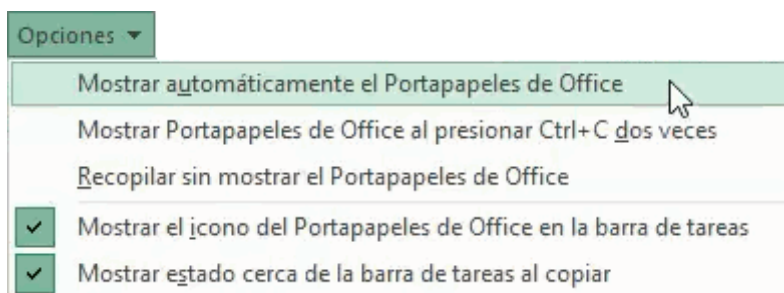 Opciones
Mostrar automáticamente el Portapapeles de Office
Mostrar Portapapeles de Office al presionar Ctrl+C dos veces
Recopilar sin mostrar el Portapapeles de Office
Mostrar el icono del Portapapeles de Office en la barra de tareas
Mostrar estado cerca de la barra de tareas al copiar